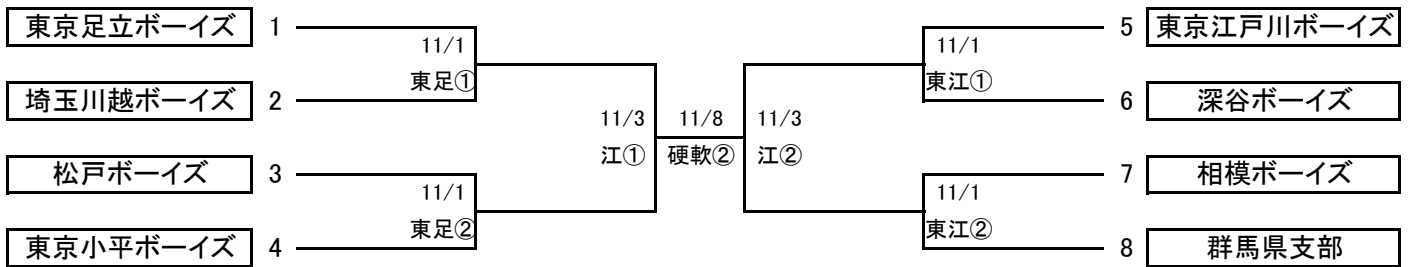 東京足立ボーイズ 1
11/1
東足①
埼玉川越ボーイズ 2
松戸ボーイズ 3
11/1
東足②
東京小平ボーイズ 4
11/3
江①
11/8
硬軟②
11/3
江②
5 東京江戸川ボーイズ
11/1
東江①
6 深谷ボーイズ
7 相模ボーイズ
11/1
東江②
8 群馬県支部